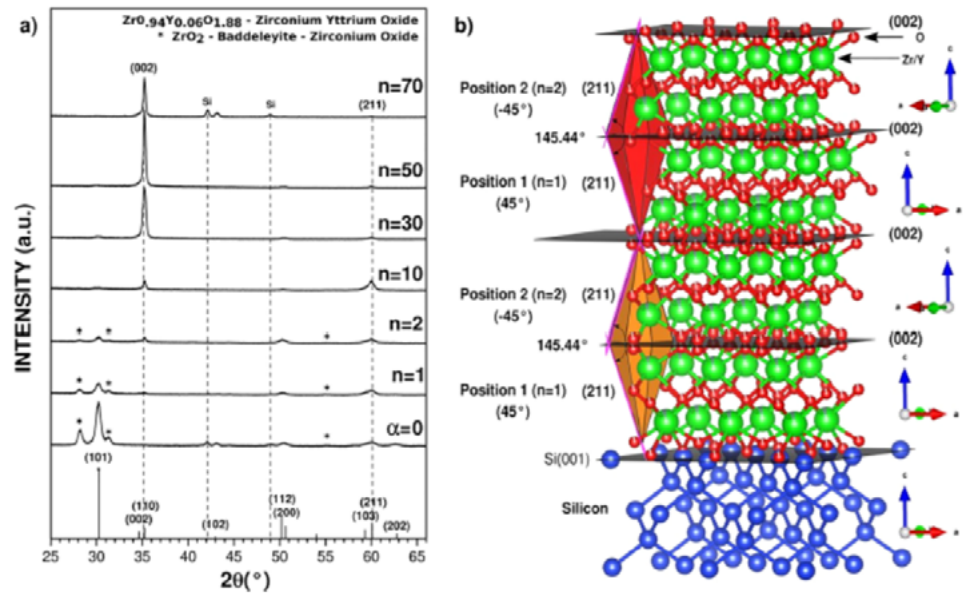 a)
Zr0.94Y0.06O1.88 - Zirconium Yttrium Oxide
* ZrO2 - Baddeleyite - Zirconium Oxide
(002)
n=70
Si
Si
(211)
n=50
n=30
n=10
n=2
* * *
n=1
* * *
α=0
* * *
(101)
(110)
(002)
(102)
(112)
(200)
(211)
(103)
(202)
25 30 35 40 45 50 55 60 65
2θ(°)
INTENSITY (a.u.)
b)
(002)
O
Zr/Y
c
a
Position 2 (n=2) (211)
(-45°)
145.44°
(002)
Position 1 (n=1) (211)
(45°)
c
a
(002)
Position 2 (n=2) (211)
(-45°)
c
a
145.44°
(002)
Position 1 (n=1) (211)
(45°)
c
a
Si(001)
Silicon
c
a